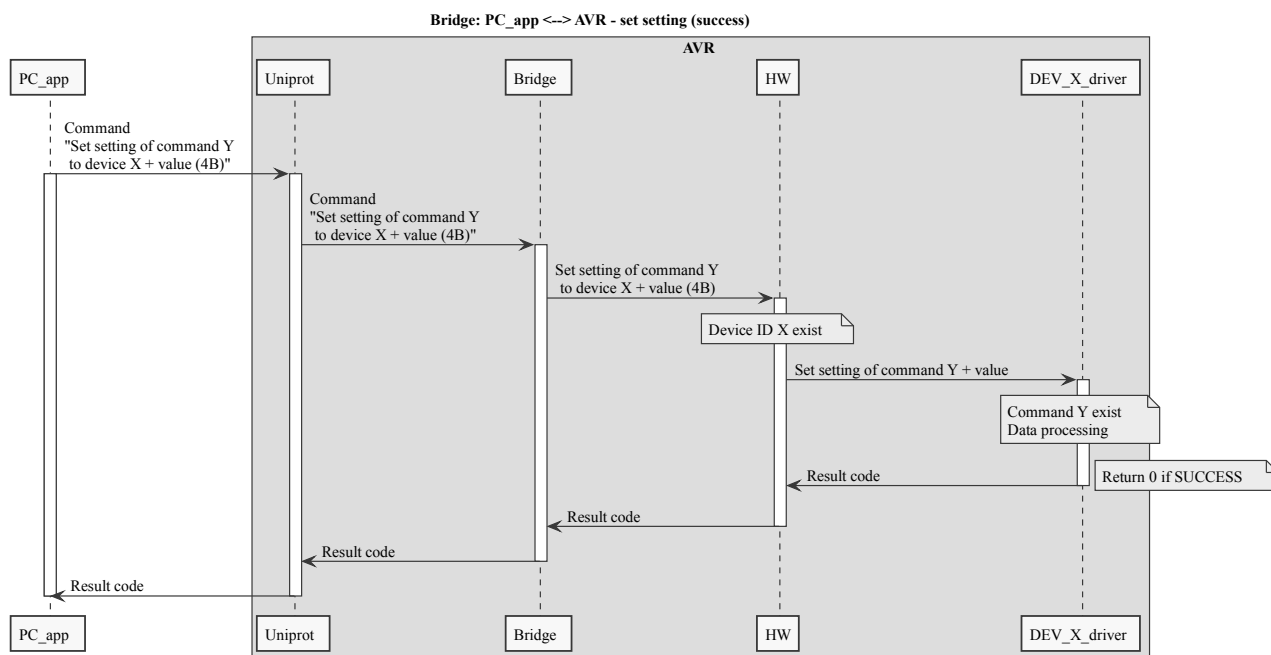 Bridge: PC_app <--> AVR - set setting (success)
AVR
PC_app
Uniprot
Bridge
HW
DEV_X_driver
Command
"Set setting of command Y
to device X + value (4B)"
Command
"Set setting of command Y
to device X + value (4B)"
Set setting of command Y
to device X + value (4B)
Device ID X exist
Set setting of command Y + value
Command Y exist
Data processing
Result code
Return 0 if SUCCESS
Result code
Result code
Result code
PC_app
Uniprot
Bridge
HW
DEV_X_driver